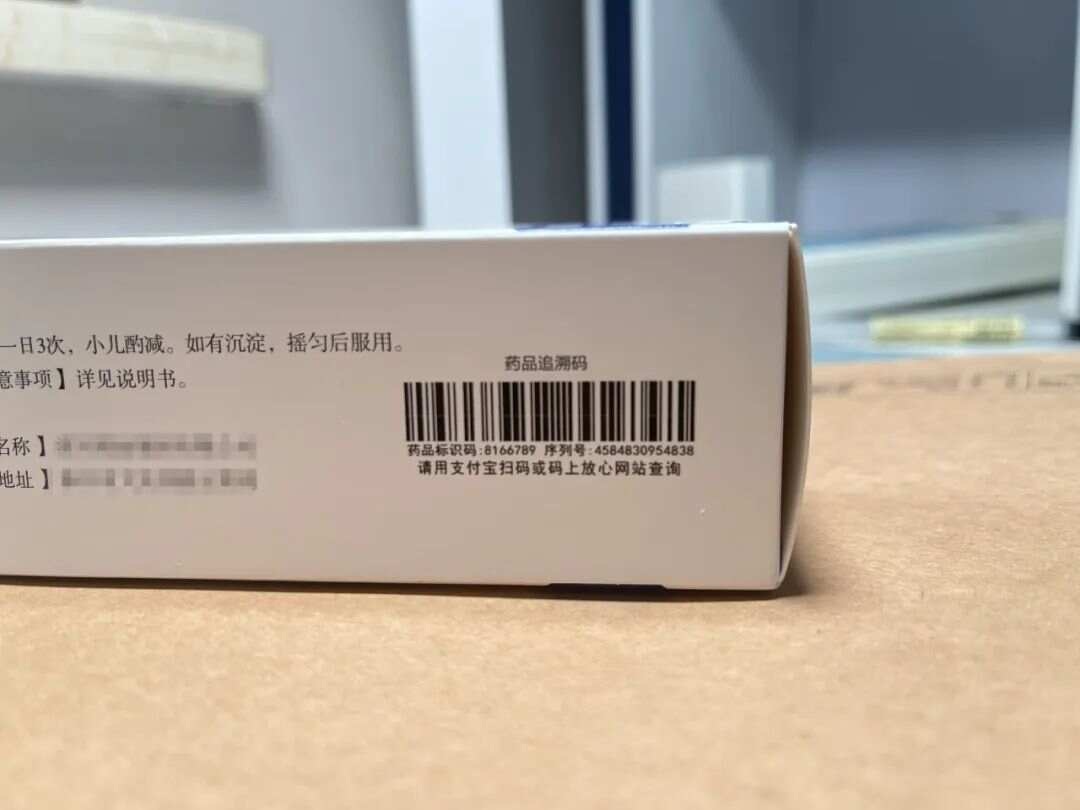 一日3次，小儿酌减。如有沉淀，摇匀后服用。
意事项】详见说明书。
名称】
地址】
药品追溯码
药品标识码:8166789 序列号:4584830954838
请用支付宝扫码或码上放心网站查询